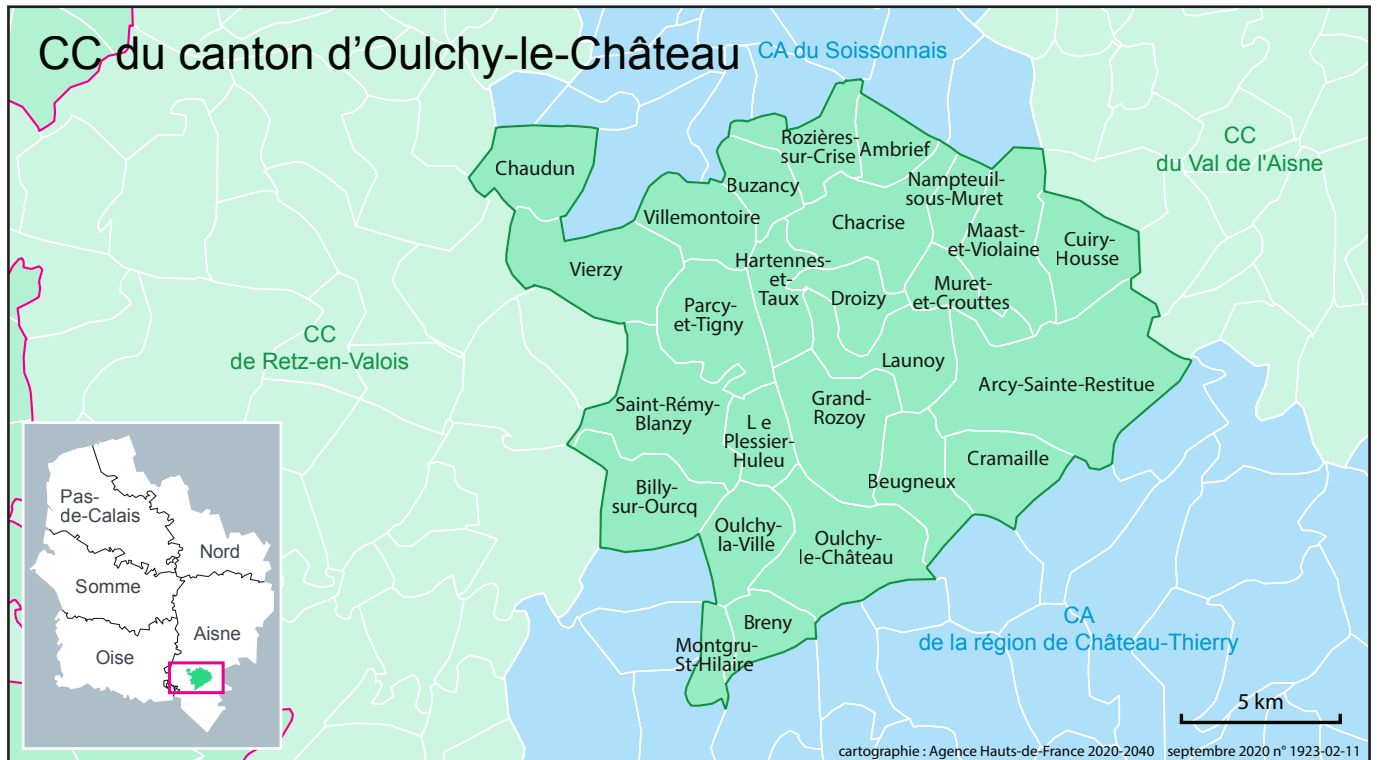 CC du canton d'Oulchy-le-Château
CA du Soissonnais
CC
du Val de l'Aisne
Chaudun
Rozières-
sur-Crise
Ambrief
Buzancy
Nampteuil-
sous-Muret
Villemontoire
Chacrise
Maast-
et-Violaine
Cuiry-
Housse
Vierzy
Hartennes-
et-
Taux
Droizy
Muret-
et-Crouttes
Parcy-
et-Tigny
CC
de Retz-en-Valois
Launoy
Arcy-Sainte-Restitue
Saint-Rémy-
Blanzy
L e
Plessier-
Huleu
Grand-
Rozoy
Cramaille
Beugneux
Billy-
sur-Ourcq
Oulchy-
la-Ville
Oulchy-
le-Château
Breny
Montgru-
St-Hilaire
CA
de la région de Château-Thierry
Pas-
de-Calais
Nord
Somme
Aisne
Oise
5 km
cartographie : Agence Hauts-de-France 2020-2040 septembre 2020 n° 1923-02-11